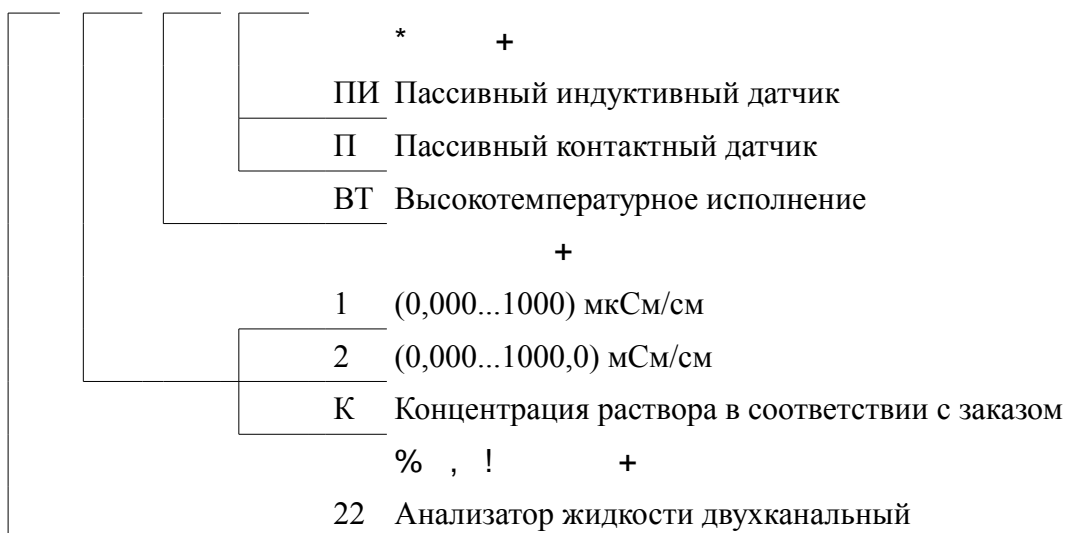 * +
ПИ Пассивный индуктивный датчик
П Пассивный контактный датчик
ВТ Высокотемпературное исполнение
+
1 (0,000...1000) мкСм/см
2 (0,000...1000,0) мСм/см
К Концентрация раствора в соответствии с заказом
% , ! +
22 Анализатор жидкости двухканальный